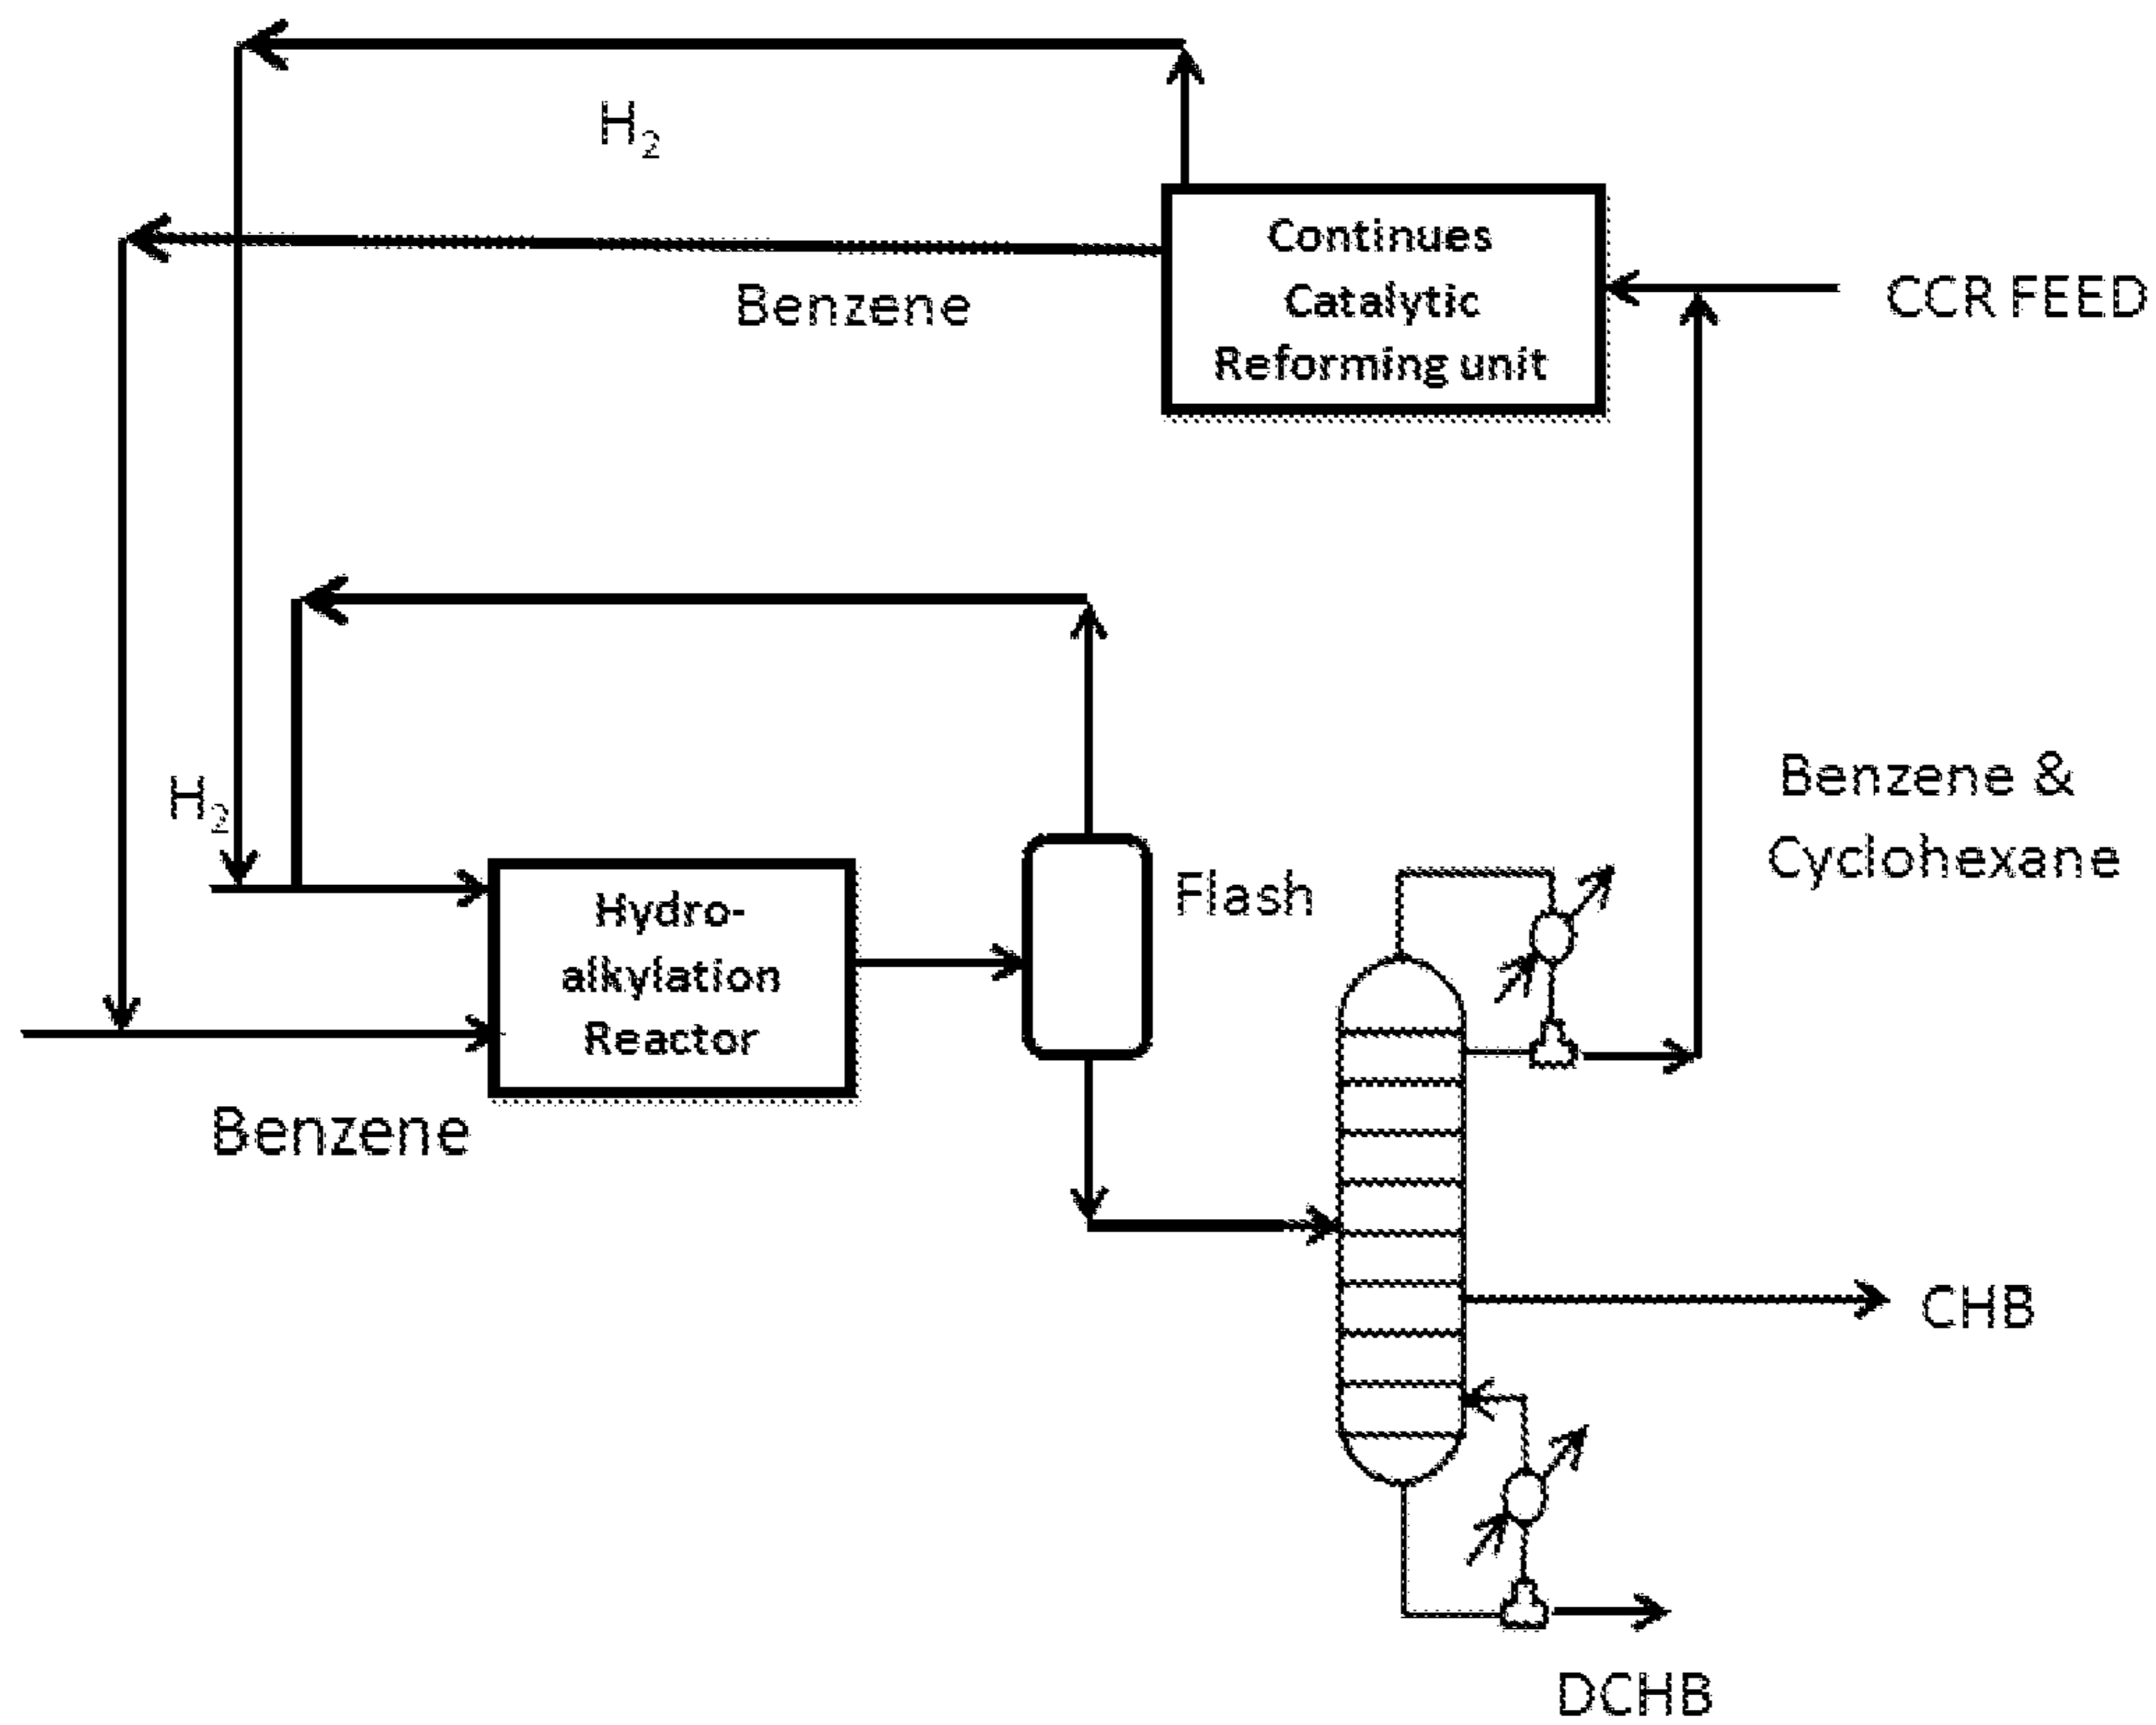 H2
Continues
Catalytic
Reforming unit
CCR FEED
Benzene
H2
Benzene &
Cyclohexane
Hydro-
alkylation
Reactor
Flash
Benzene
CHB
DCHB